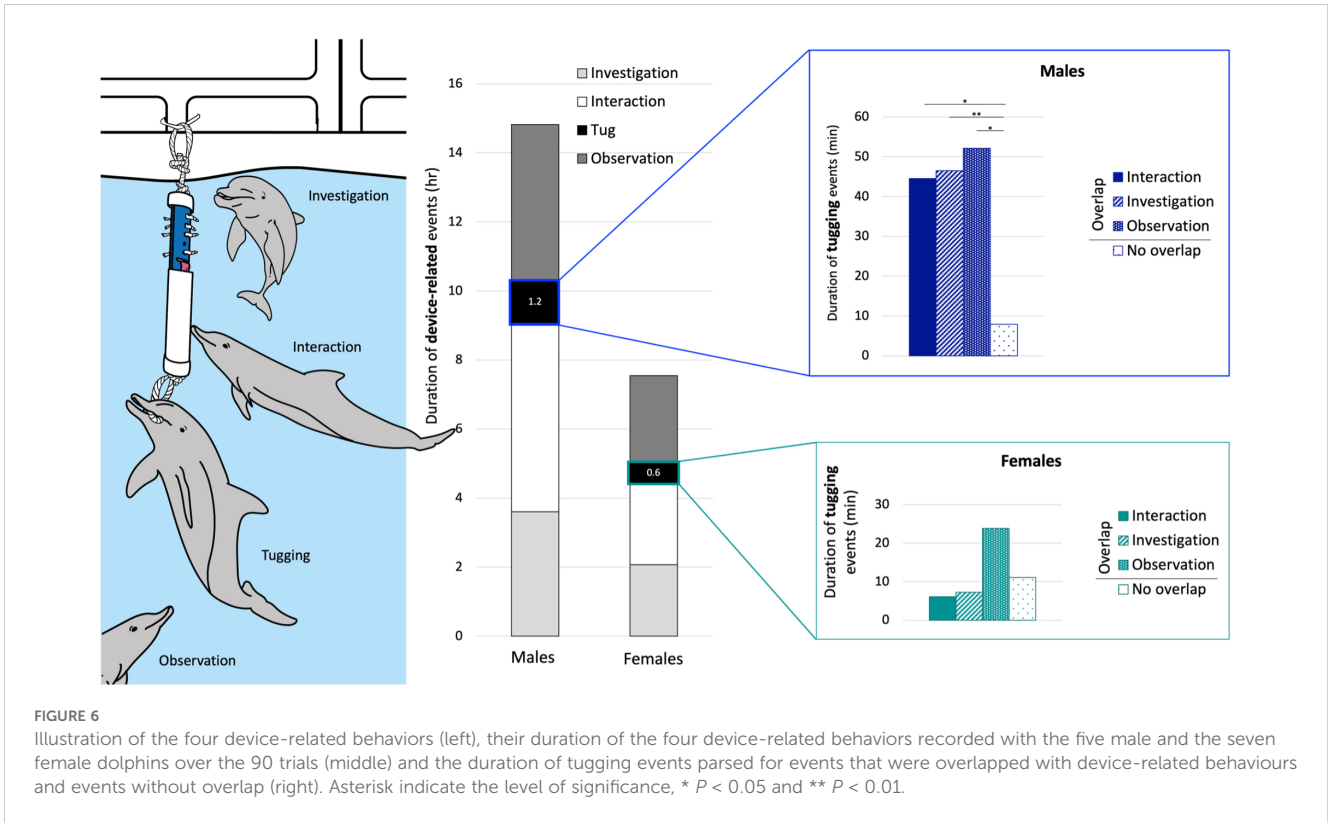 Investigation
Interaction
Tugging
Observation
Duration of device-related events (hr)
16
14
12
10
8
6
4
2
0
Investigation
Interaction
Tug
Observation
1.2
0.6
Males
Females
Males
Duration of tugging events (min)
60
50
40
30
20
10
0
*
**
*
Overlap
Interaction
Investigation
Observation
No overlap
Females
Duration of tugging
events (min)
30
20
10
0
Overlap
Interaction
Investigation
Observation
No overlap
FIGURE 6
Illustration of the four device-related behaviors (left), their duration of the four device-related behaviors recorded with the five male and the seven
female dolphins over the 90 trials (middle) and the duration of tugging events parsed for events that were overlapped with device-related behaviours
and events without overlap (right). Asterisk indicate the level of significance, * P < 0.05 and ** P < 0.01.